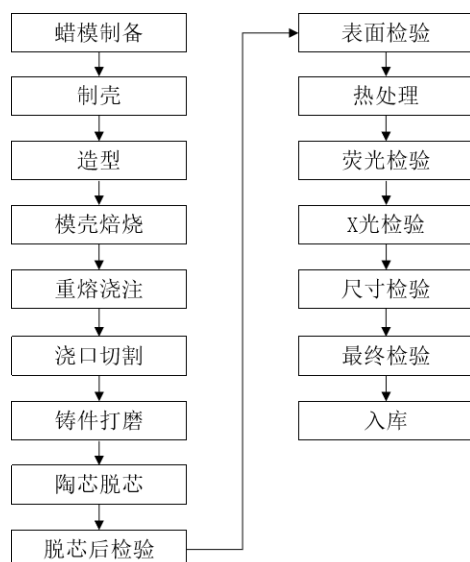 蜡模制备
制壳
造型
模壳焙烧
重熔浇注
浇口切割
铸件打磨
陶芯脱芯
脱芯后检验
表面检验
热处理
荧光检验
X光检验
尺寸检验
最终检验
入库